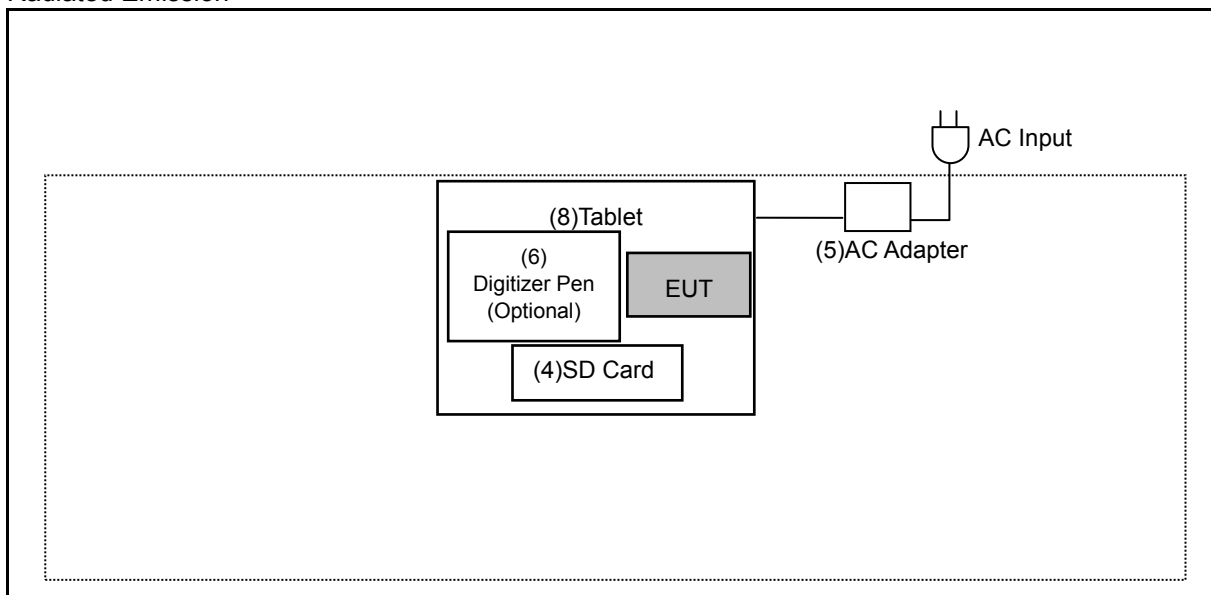 Radiated Emission
AC Input
(8)Tablet
(6)
Digitizer Pen
(Optional)
EUT
(5)AC Adapter
(4)SD Card